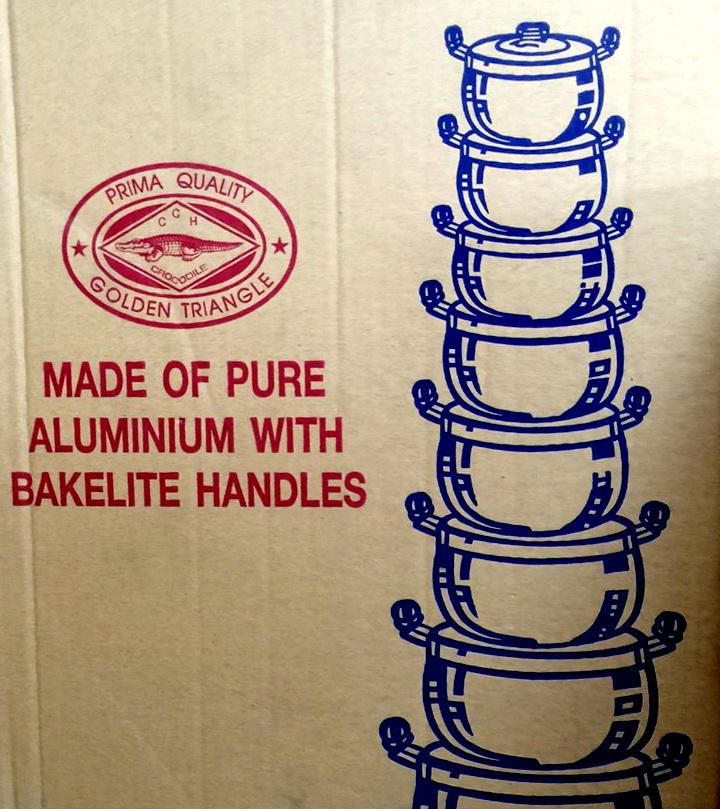 PRIMA QUALITY
CCH
CROCODILE
GOLDEN TRIANGLE
MADE OF PURE
ALUMINIUM WITH
BAKELITE HANDLES